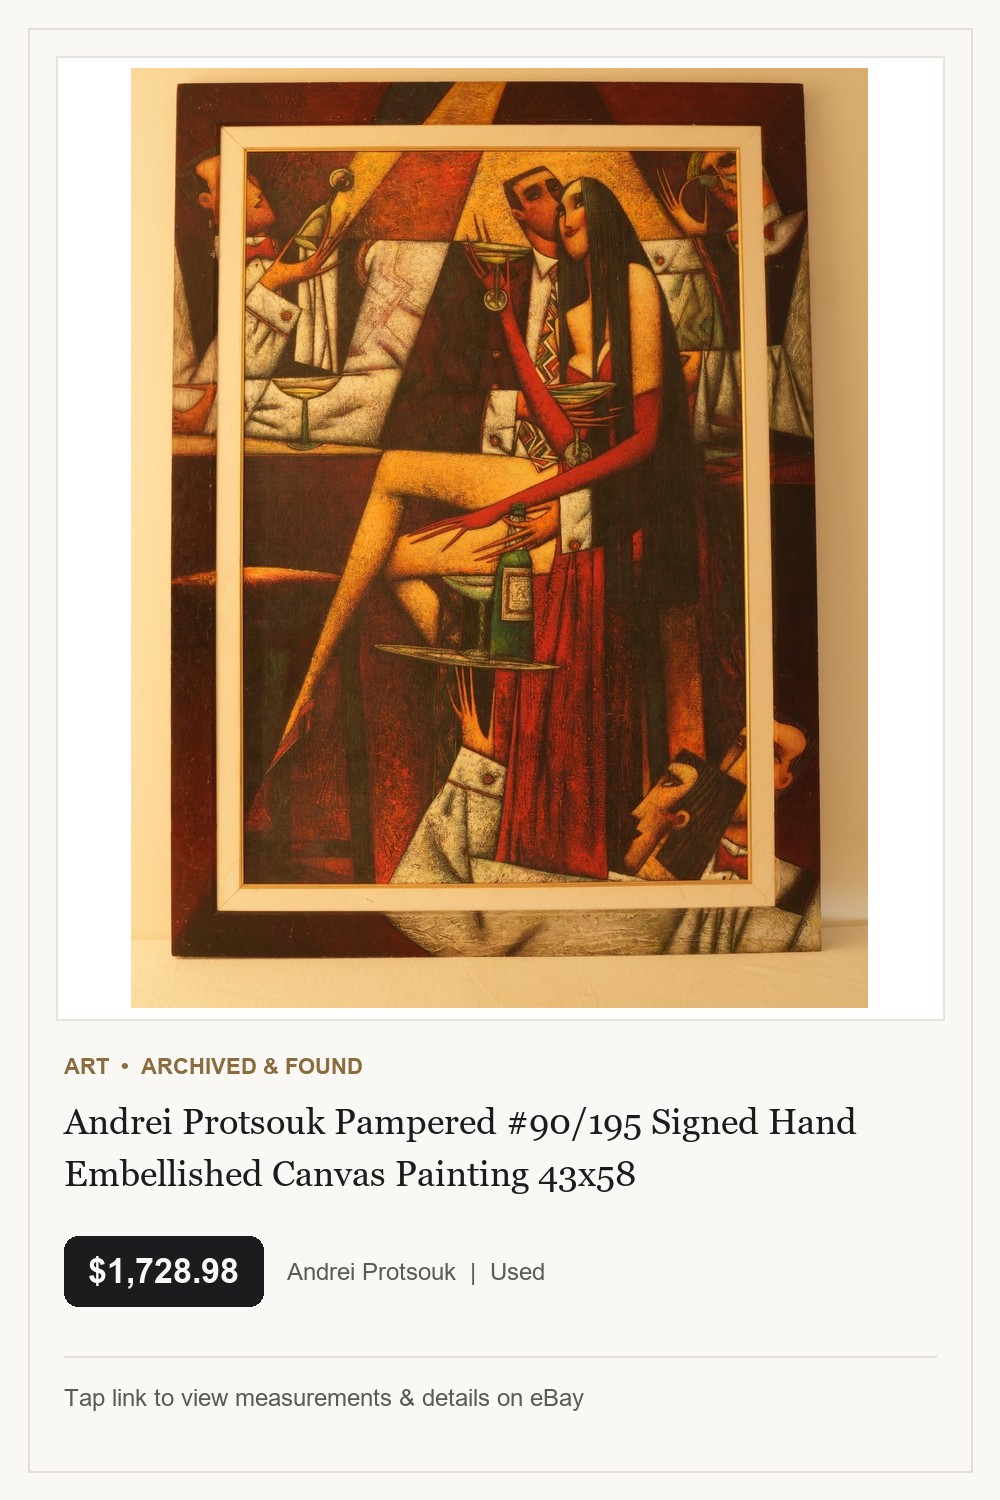 ART • ARCHIVED & FOUND
Andrei Protsouk Pampered #90/195 Signed Hand
Embellished Canvas Painting 43x58
$1,728.98
Andrei Protsouk | Used
Tap link to view measurements & details on eBay